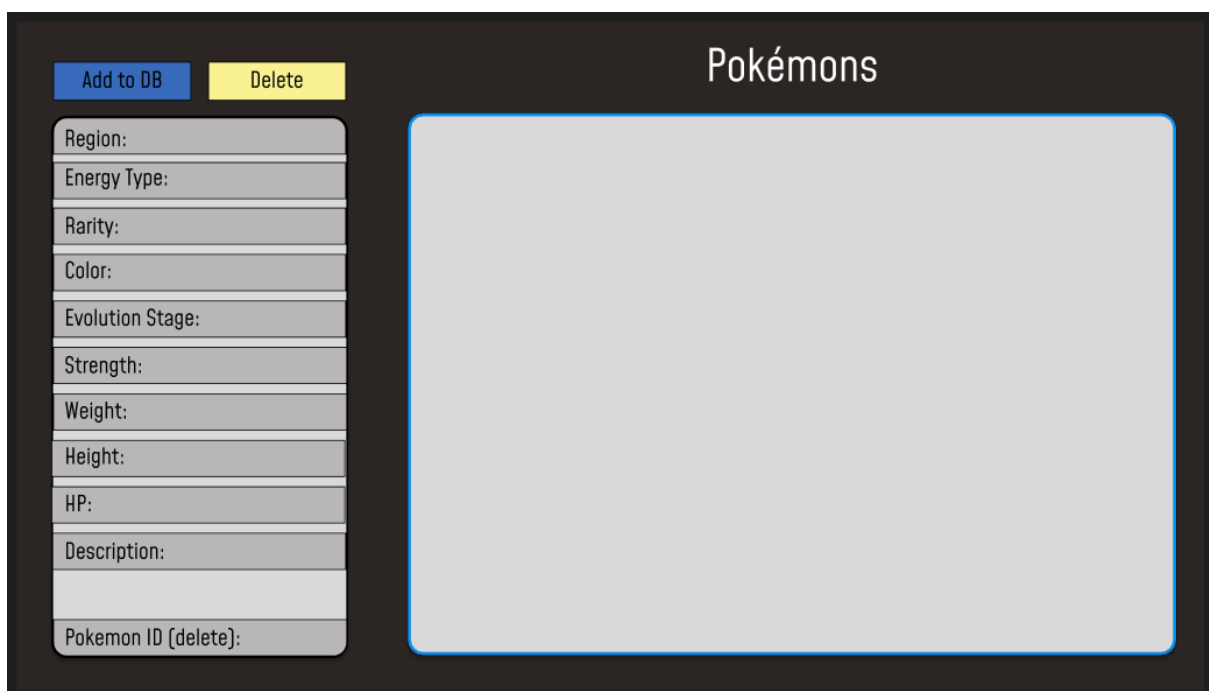 Add to DB
Delete
Pokémons
Region:
Energy Type:
Rarity:
Color:
Evolution Stage:
Strength:
Weight:
Height:
HP:
Description:
Pokemon ID (delete):